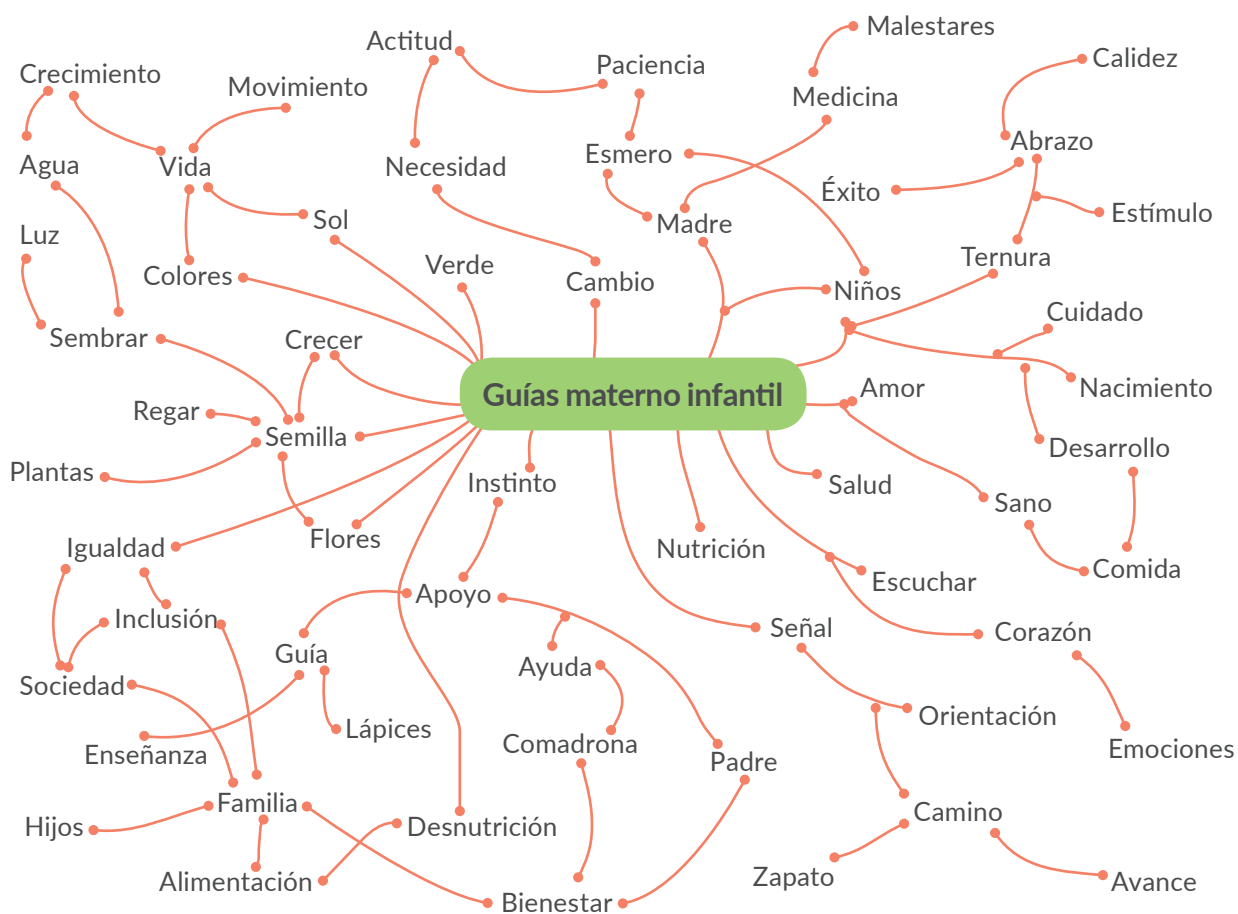 Malestares
Actitud
Calidez
Paciencia
Crecimiento
Movimiento
Medicina
Abrazo
Esmero
Agua
Vida
Necesidad
Éxito
Estímulo
Sol
Madre
Luz
Ternura
Verde
Colores
Cambio
Niños
Cuidado
Sembrar
Crecer
Guías materno infantil
Amor
Nacimiento
Regar
Semilla
Desarrollo
Plantas
Instinto
Salud
Sano
Flores
Igualdad
Nutrición
Comida
Escuchar
Apoyo
Inclusión
Señal
Corazón
Guía
Ayuda
Sociedad
Orientación
Lápices
Comadrona
Emociones
Enseñanza
Padre
Familia
Camino
Hijos
Desnutrición
Zapato
Alimentación
Avance
Bienestar